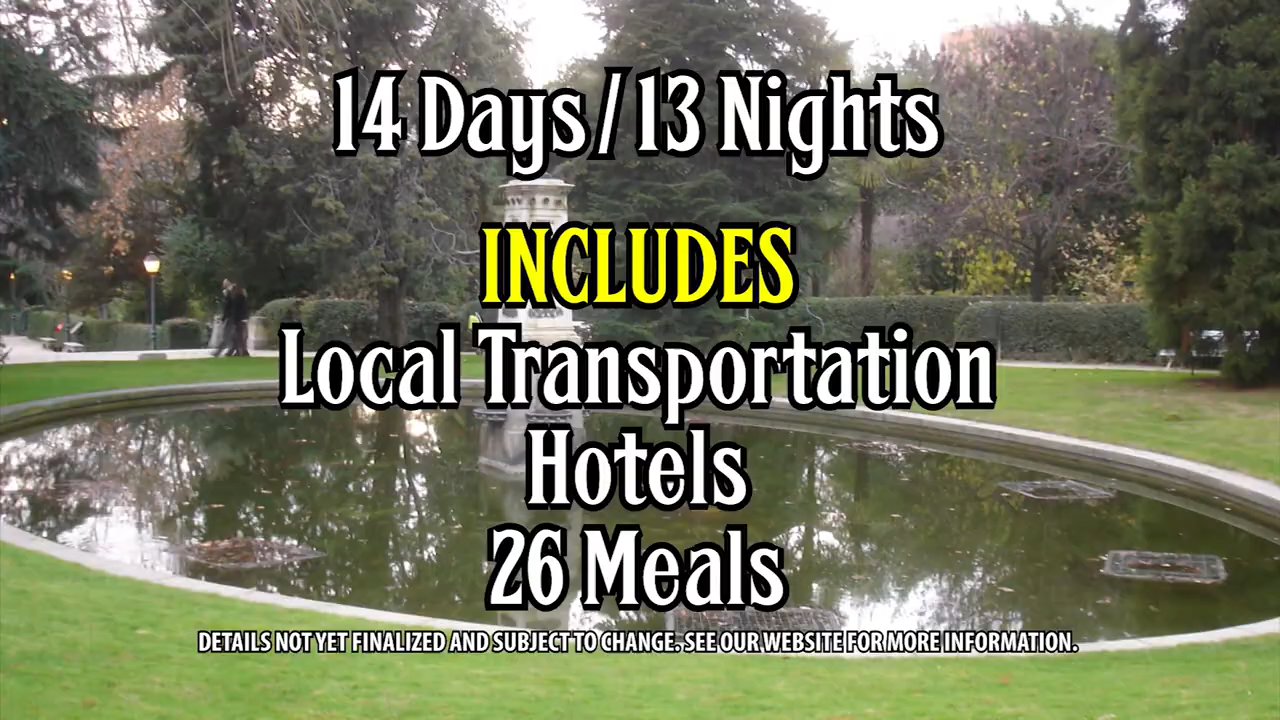 14 Days / 13 Nights
INCLUDES
Local Transportation
Hotels
26 Meals
DETAILS NOT YET FINALIZED AND SUBJECT TO CHANGE. SEE OUR WEBSITE FOR MORE INFORMATION.